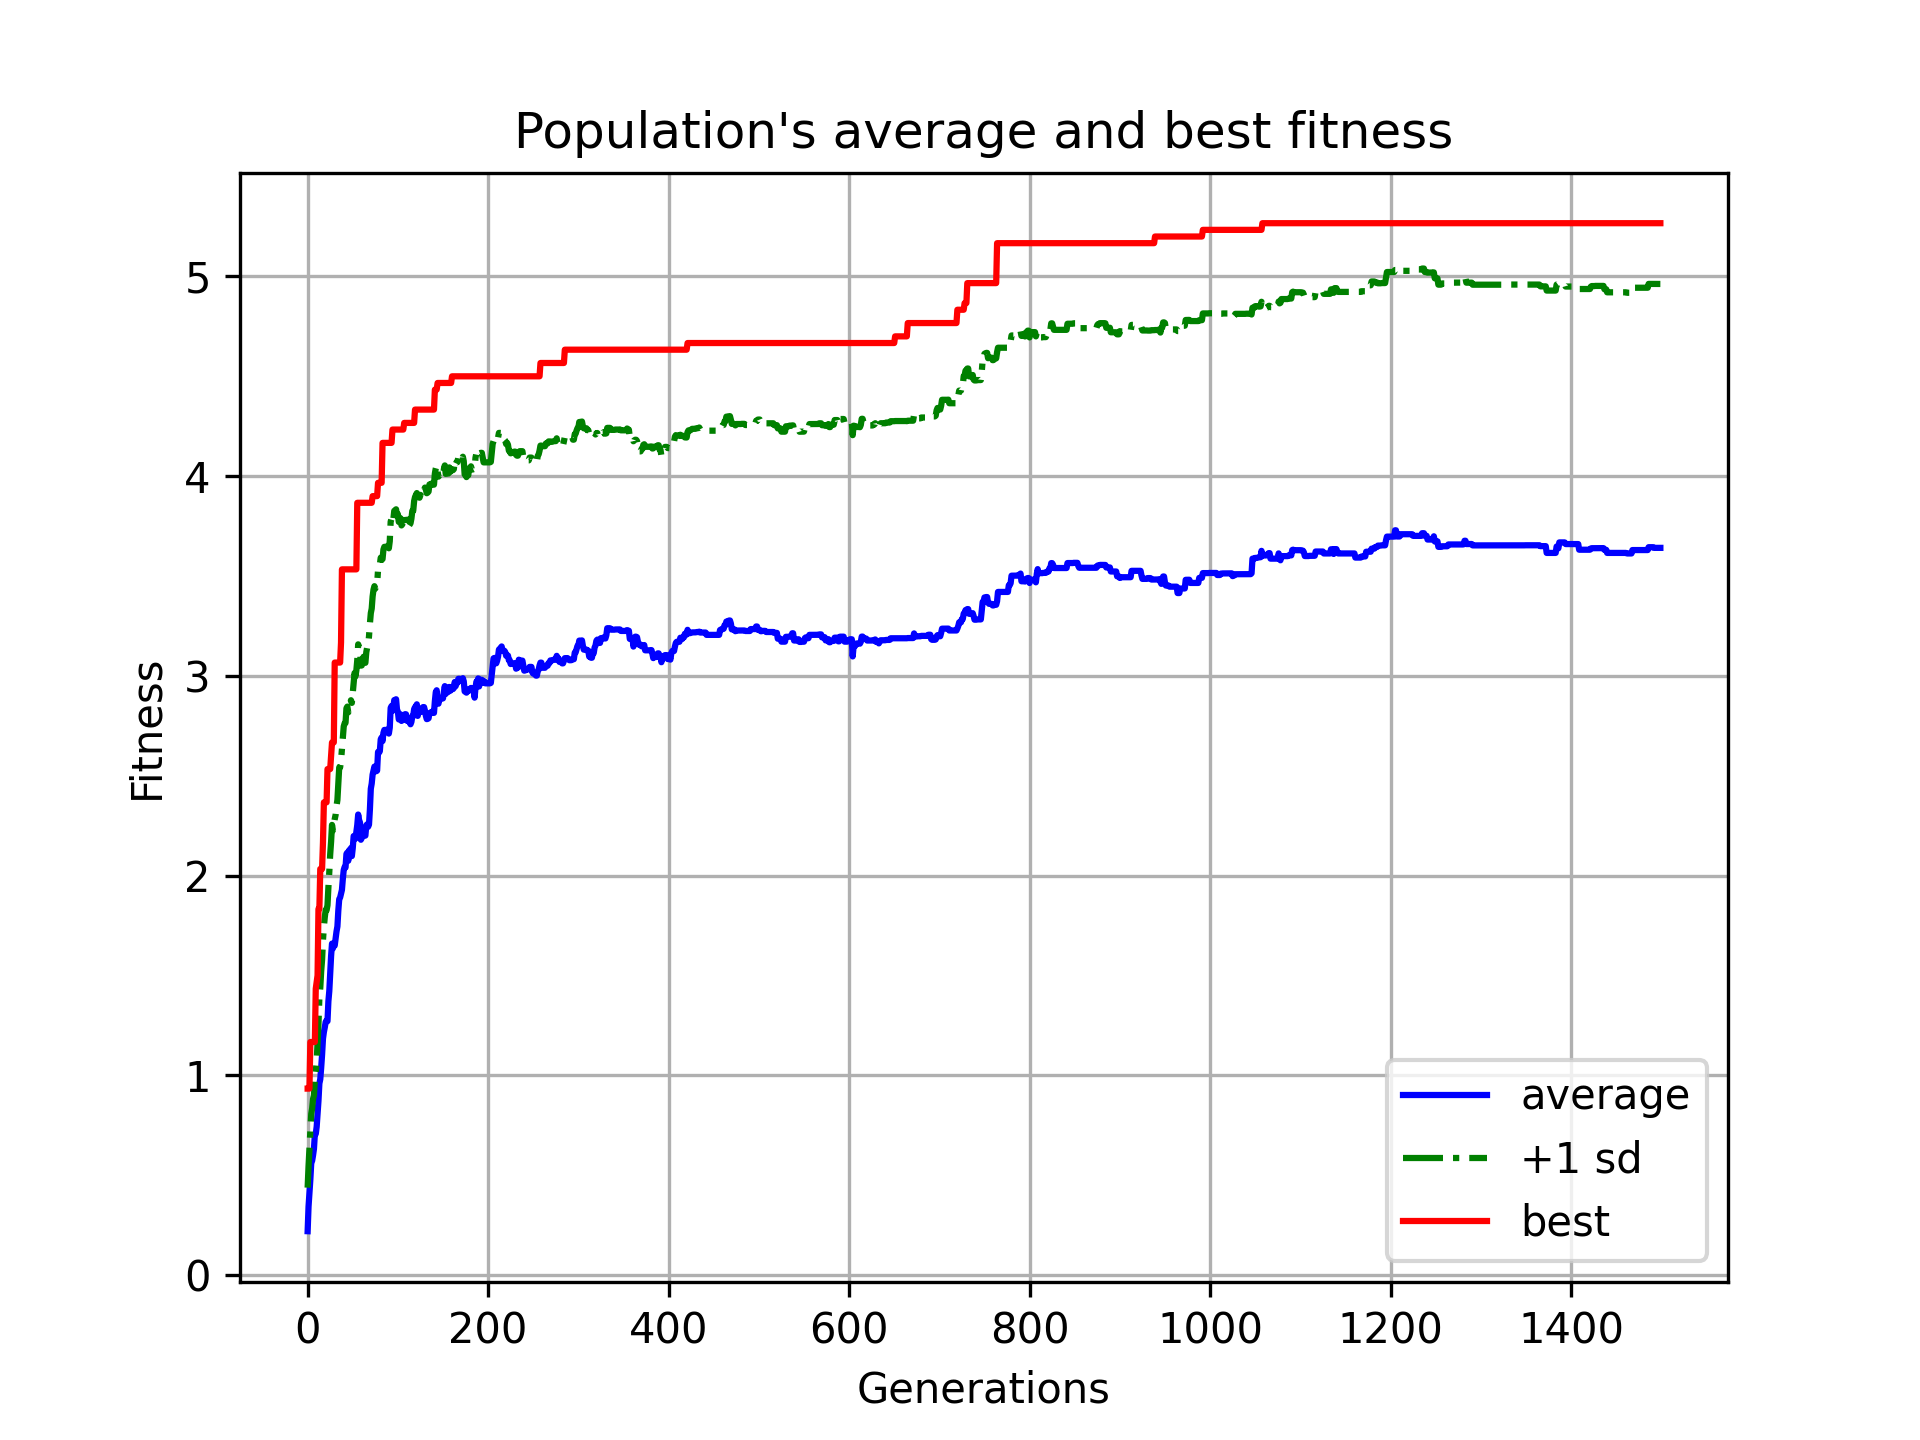 Population's average and best fitness
Fitness
5
4
3
2
1
0
0 200 400 600 800 1000 1200 1400
Generations
average
+1 sd
best